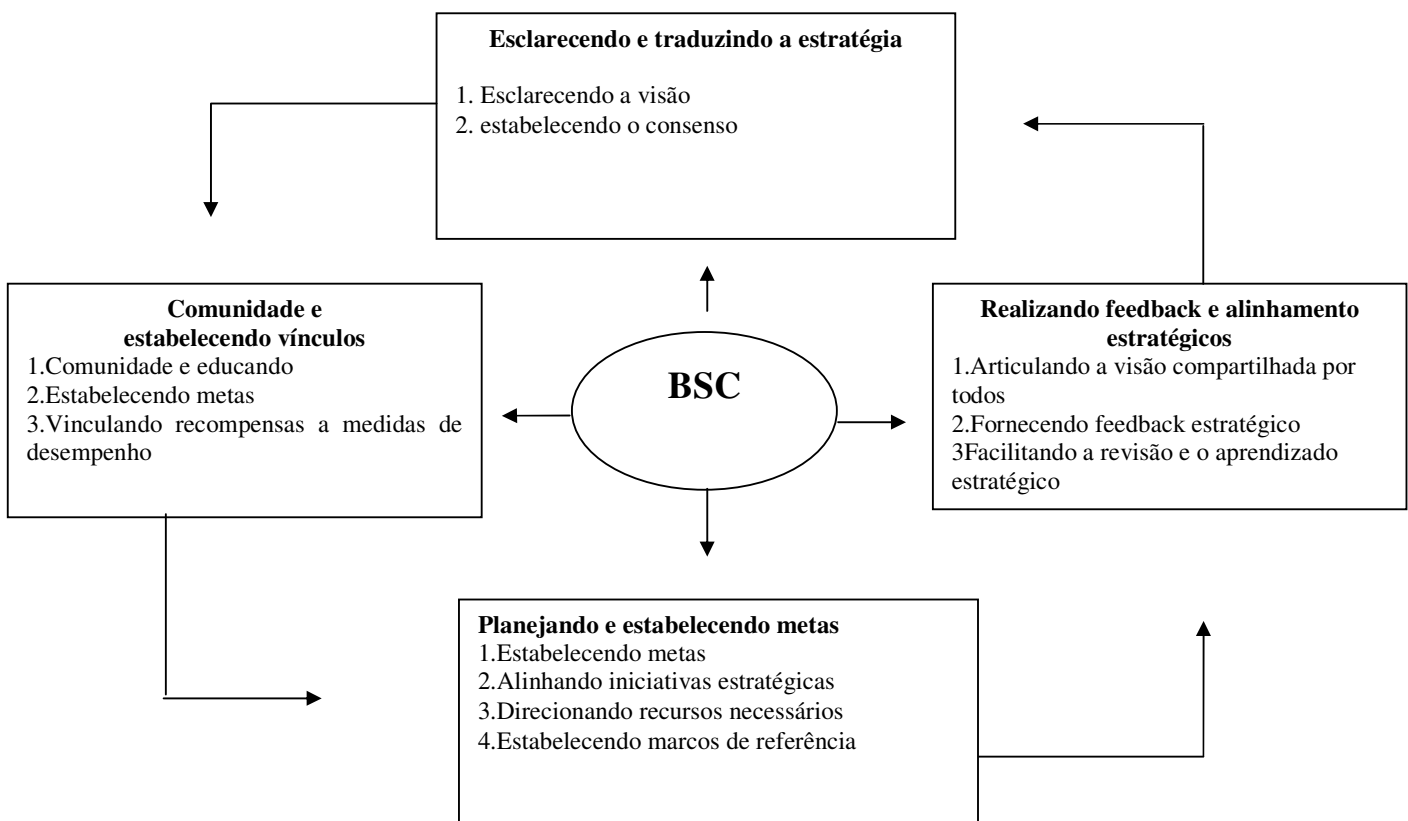 Esclarecendo e traduzindo a estratégia
1. Esclarecendo a visão
2. estabelecendo o consenso
Comunidade e
estabelecendo vínculos
1.Comunidade e educando
2.Estabelecendo metas
3.Vinculando recompensas a medidas de
desempenho
BSC
Realizando feedback e alinhamento
estratégicos
1.Articulando a visão compartilhada por
todos
2.Fornecendo feedback estratégico
3Facilitando a revisão e o aprendizado
estratégico
Planejando e estabelecendo metas
1.Estabelecendo metas
2.Alinhando iniciativas estratégicas
3.Direcionando recursos necessários
4.Estabelecendo marcos de referência